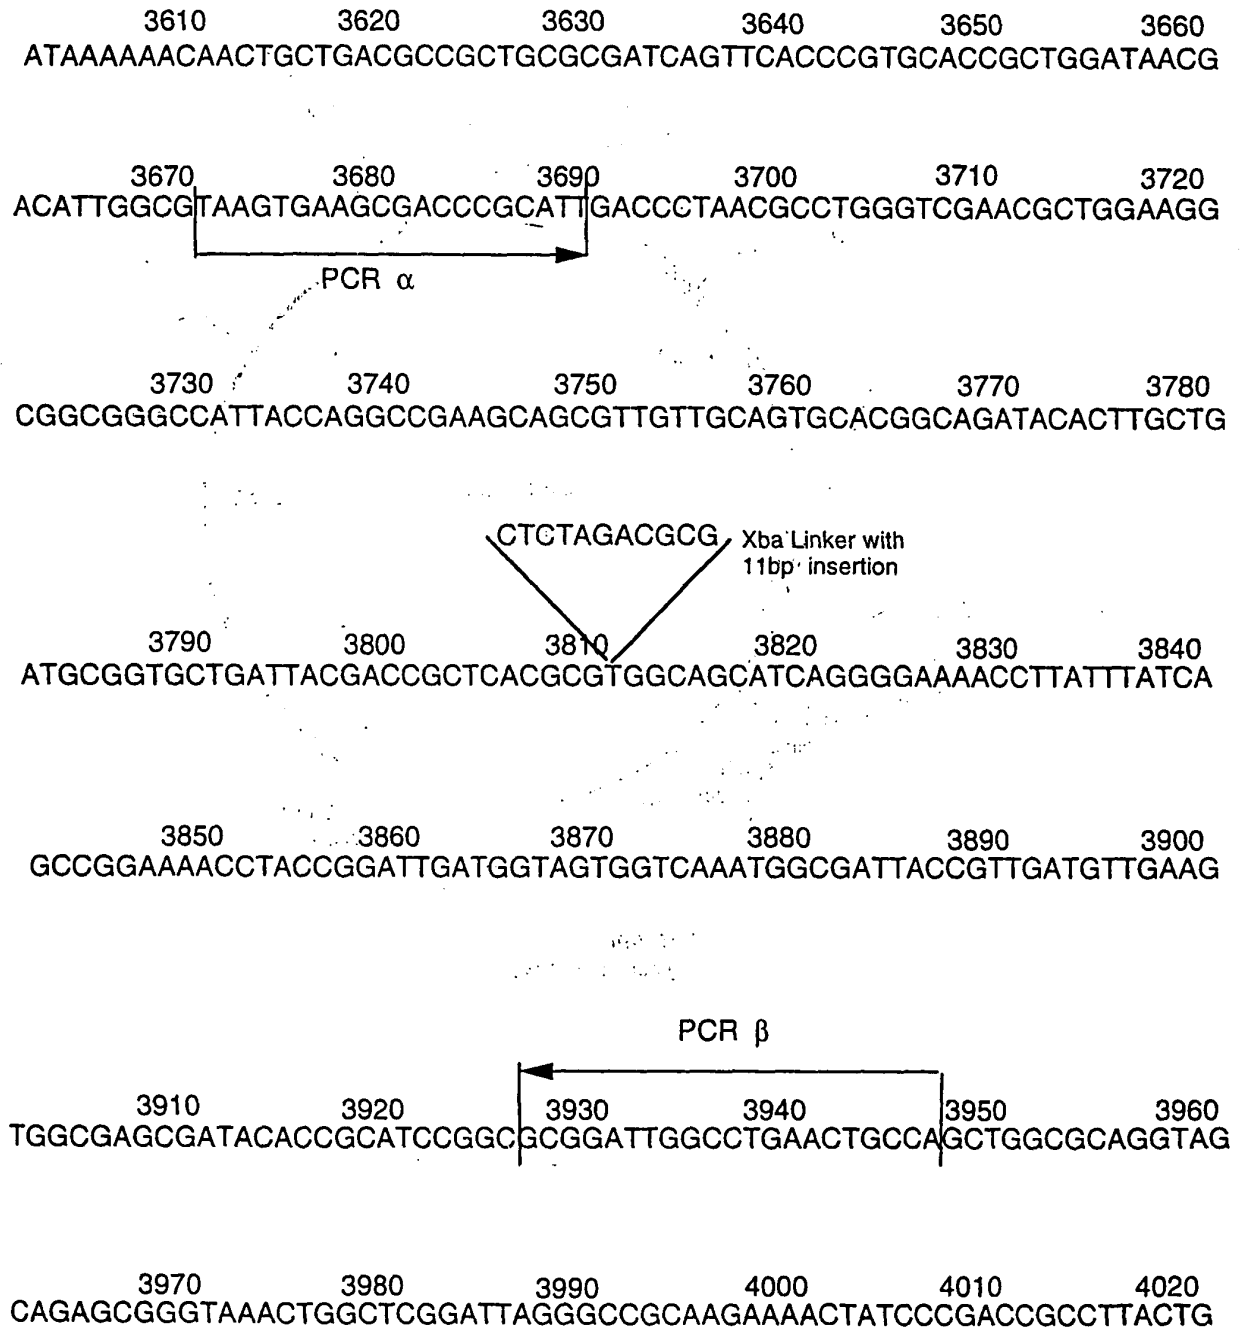 3610 3620 3630 3640 3650 3660
ATAAAAAACAACTGCTGACGCCGCTGCGCGATCAGTTCACCCGTGCACCGCTGGATAACG
3670 3680 3690 3700 3710 3720
ACATTGGCGTAAGTGAAGCGACCCGCATTGACCCTAACGCCTGGGTCGAACGCTGGAAGG
PCR α
3730 3740 3750 3760 3770 3780
CGGCGGGCCATTACCAGGCCGAAGCAGCGTTGTTGCAGTGCACGGCAGATACACTTGCTG
CTCTAGACGCG Xba Linker with
11bp insertion
3790 3800 3810 3820 3830 3840
ATGCGGTGCTGATTACGACCGCTCACGCGTGGCAGCATCAGGGGAAAACCTTATTTATCA
3850 3860 3870 3880 3890 3900
GCCGGAAAACCTACCGGATTGATGGTAGTGGTCAAATGGCGATTACCGTTGATGTTGAAG
PCR β
3910 3920 3930 3940 3950 3960
TGGCGAGCGATACACCGCATCCGGCGCGGATTGGCCTGAACTGCCAGCTGGCGCAGGTAG
3970 3980 3990 4000 4010 4020
CAGAGCGGGTAAACTGGCTCGGATTAGGGCCGCAAGAAAACTATCCCGACCGCCTTACTG